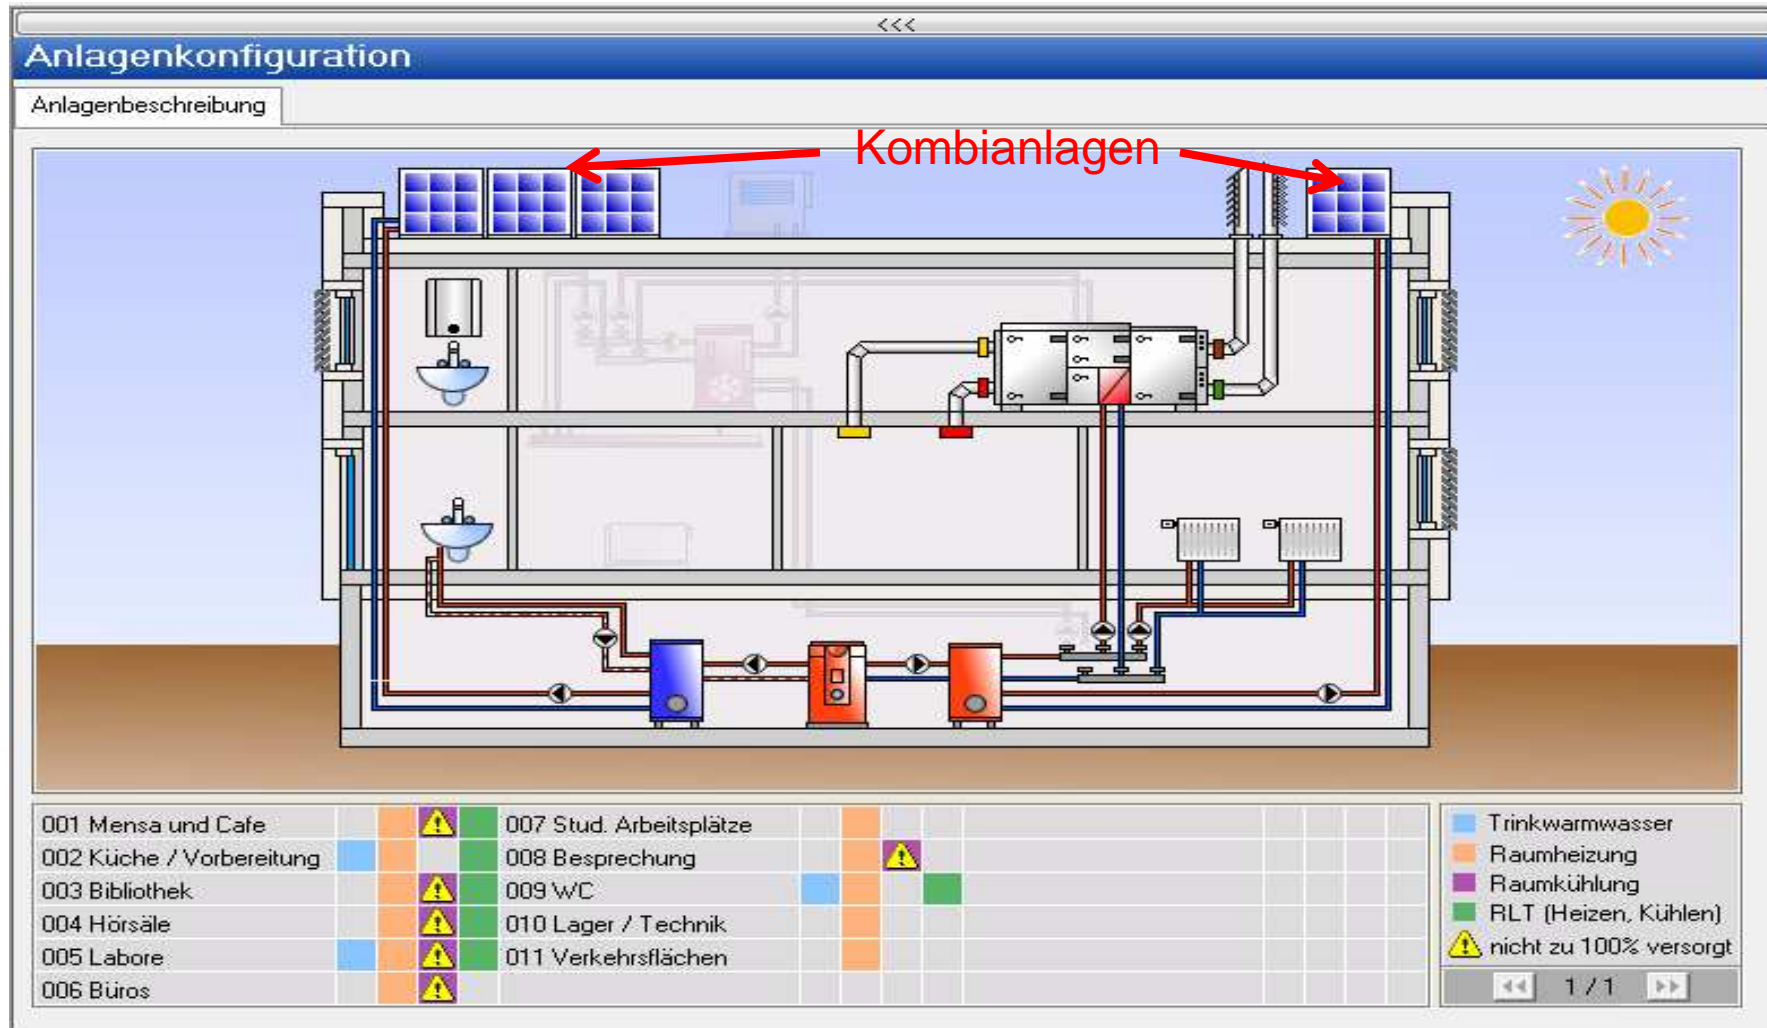 <<<
Anlagenkonfiguration
Anlagenbeschreibung
Kombianlagen
001 Mensa und Cafe
002 Küche / Vorbereitung
003 Bibliothek
004 Hörsäle
005 Labore
006 Büros
007 Stud. Arbeitsplätze
008 Besprechung
009 WC
010 Lager / Technik
011 Verkehrsflächen
Trinkwarmwasser
Raumheizung
Raumkühlung
RLT (Heizen, Kühlen)
nicht zu 100% versorgt
1 / 1